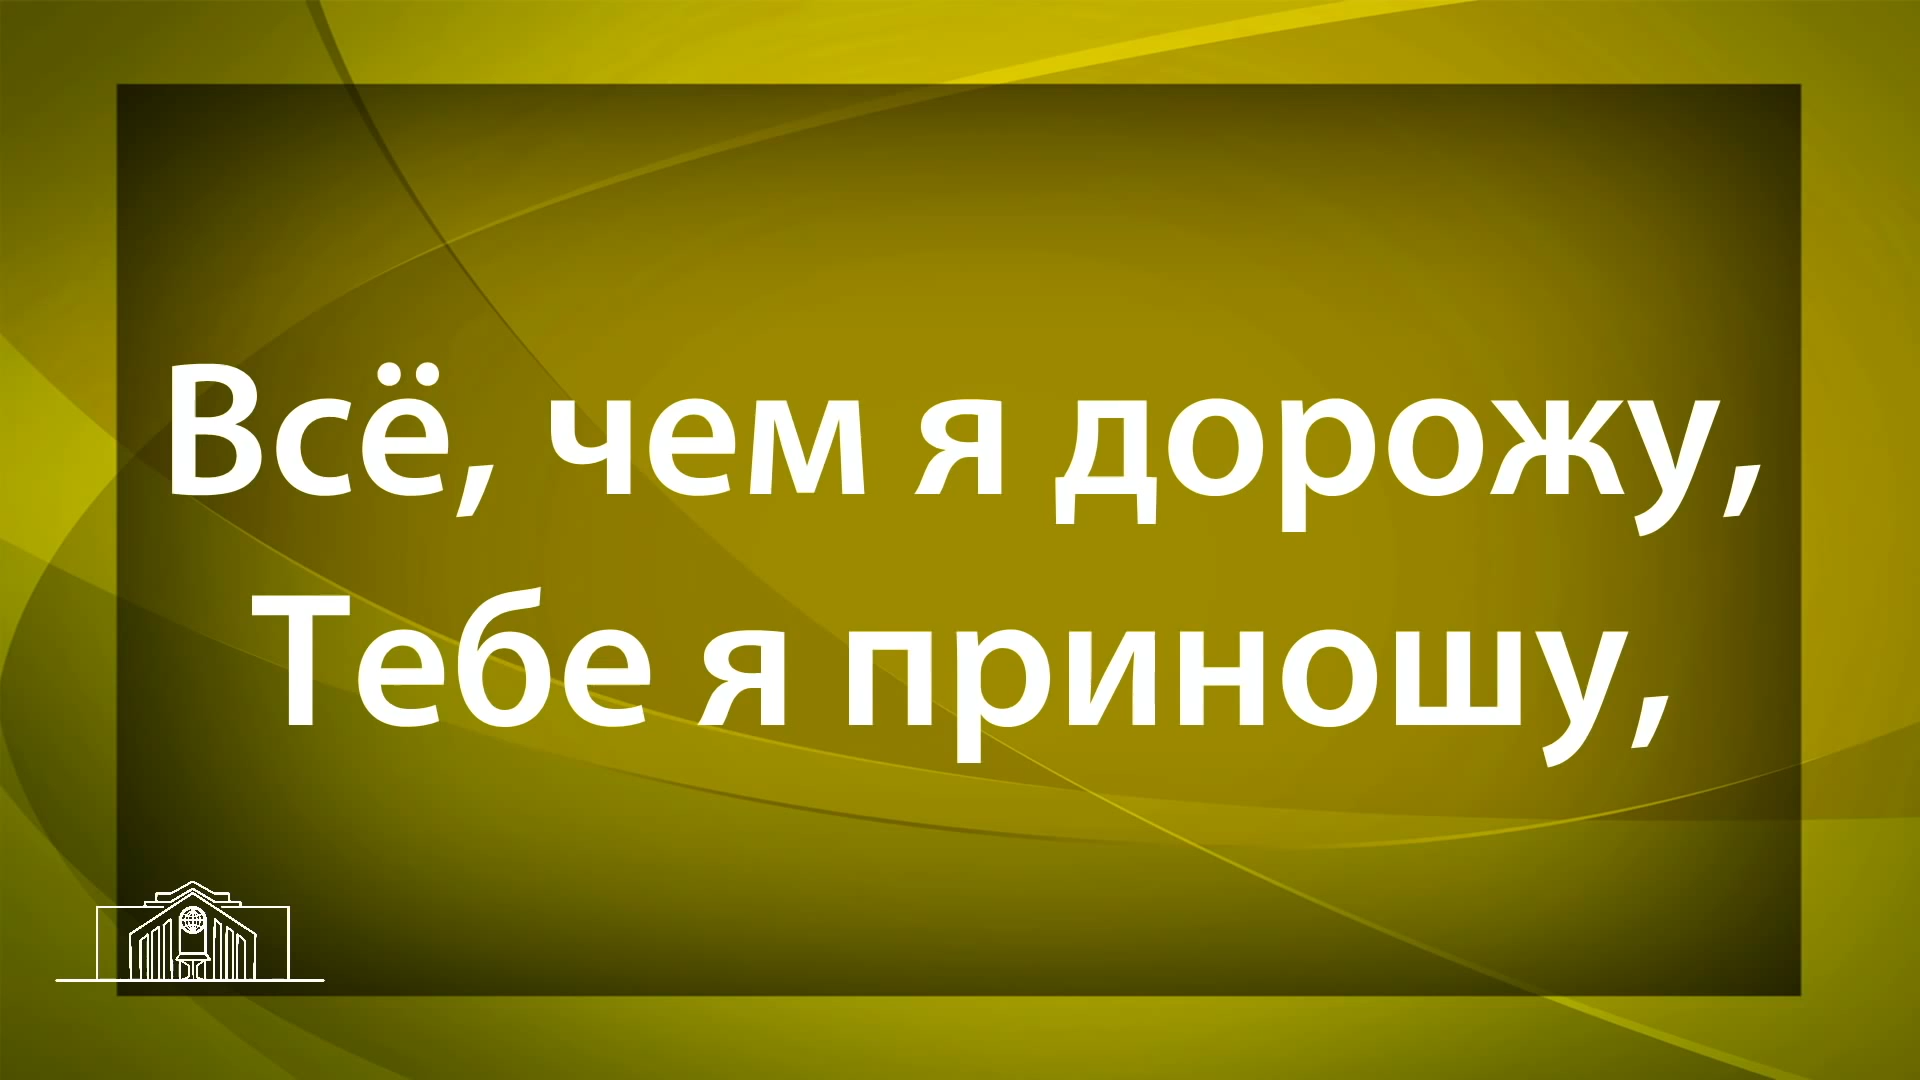 Всё, чем я дорожу,
Тебе я приношу,